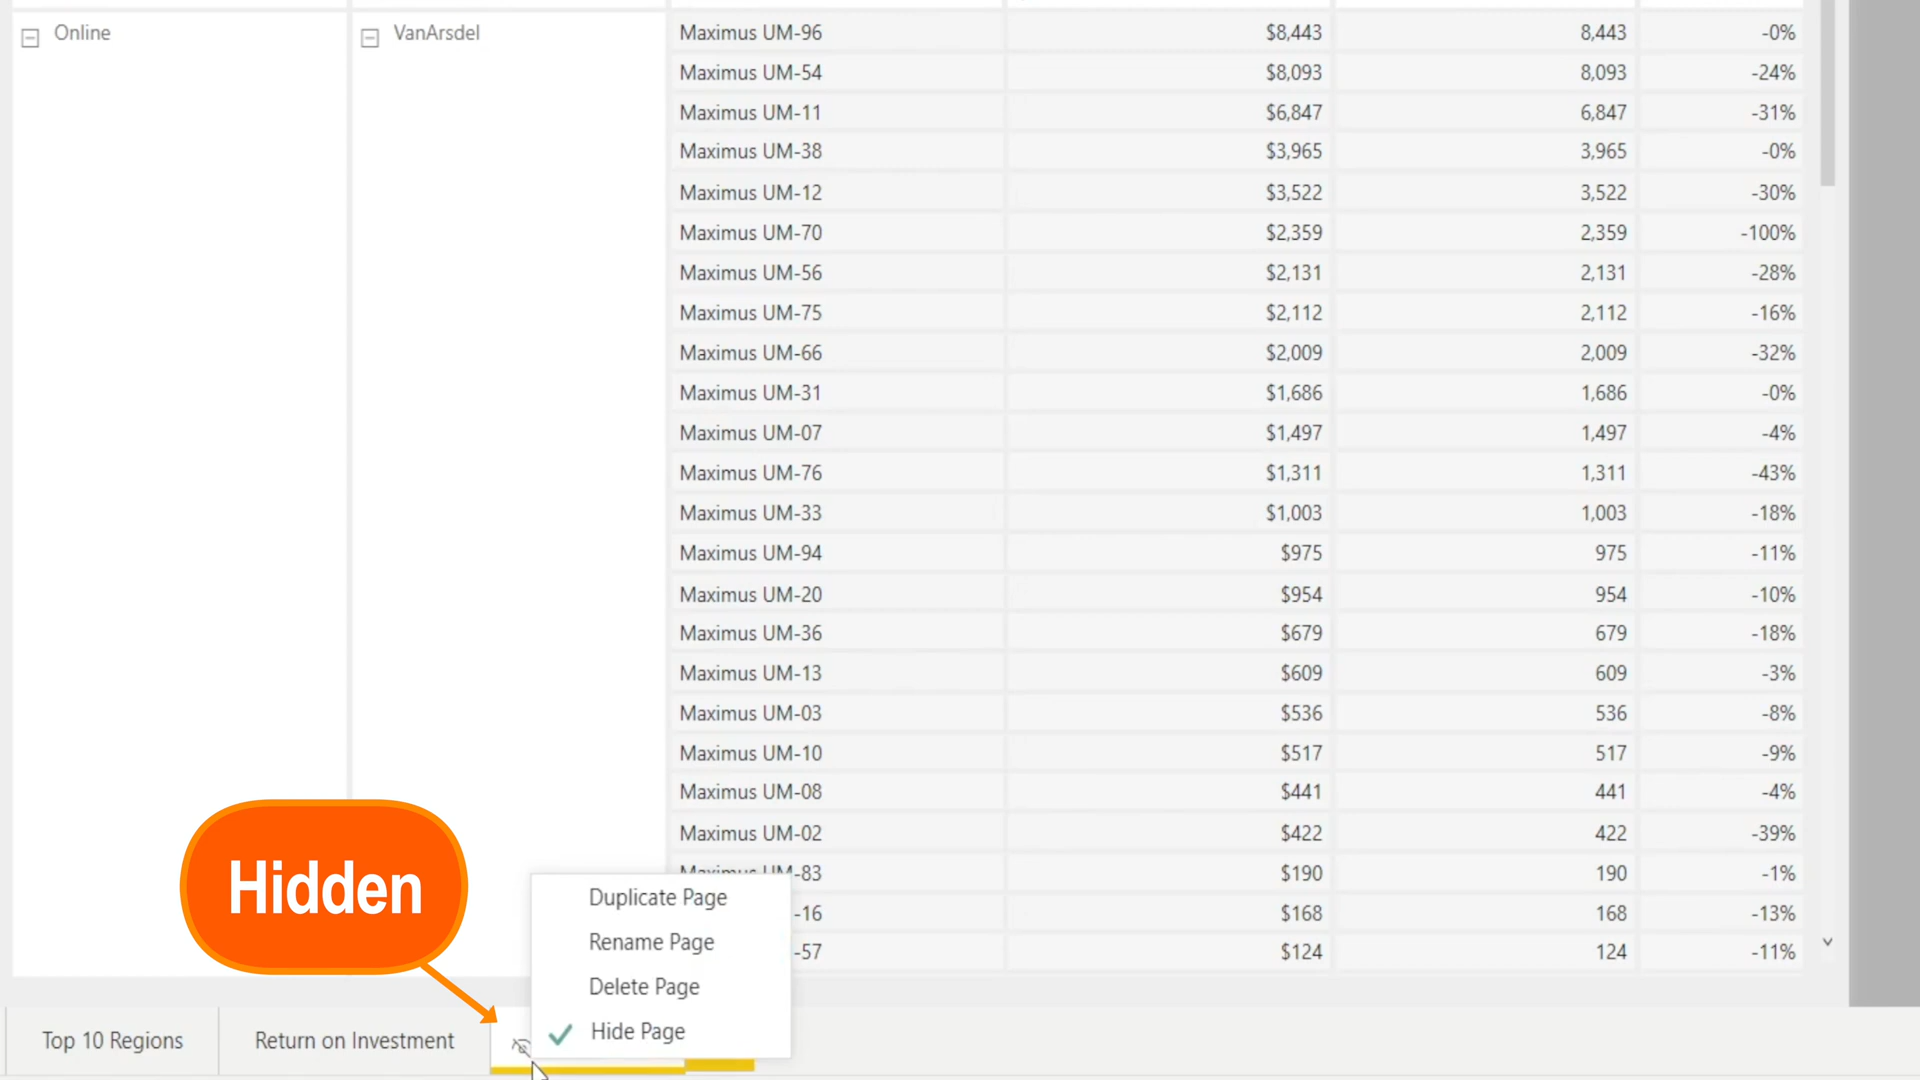 Online VanArsdel Maximus UM-96 $8,443 8,443 -0%
Maximus UM-54 $8,093 8,093 -24%
Maximus UM-11 $6,847 6,847 -31%
Maximus UM-38 $3,965 3,965 -0%
Maximus UM-12 $3,522 3,522 -30%
Maximus UM-70 $2,359 2,359 -100%
Maximus UM-56 $2,131 2,131 -28%
Maximus UM-75 $2,112 2,112 -16%
Maximus UM-66 $2,009 2,009 -32%
Maximus UM-31 $1,686 1,686 -0%
Maximus UM-07 $1,497 1,497 -4%
Maximus UM-76 $1,311 1,311 -43%
Maximus UM-33 $1,003 1,003 -18%
Maximus UM-94 $975 975 -11%
Maximus UM-20 $954 954 -10%
Maximus UM-36 $679 679 -18%
Maximus UM-13 $609 609 -3%
Maximus UM-03 $536 536 -8%
Maximus UM-10 $517 517 -9%
Maximus UM-08 $441 441 -4%
Maximus UM-02 $422 422 -39%
Maximus UM-83 $190 190 -1%
-16 $168 168 -13%
-57 $124 124 -11%
Hidden
Duplicate Page
Rename Page
Delete Page
Hide Page
Top 10 Regions Return on Investment